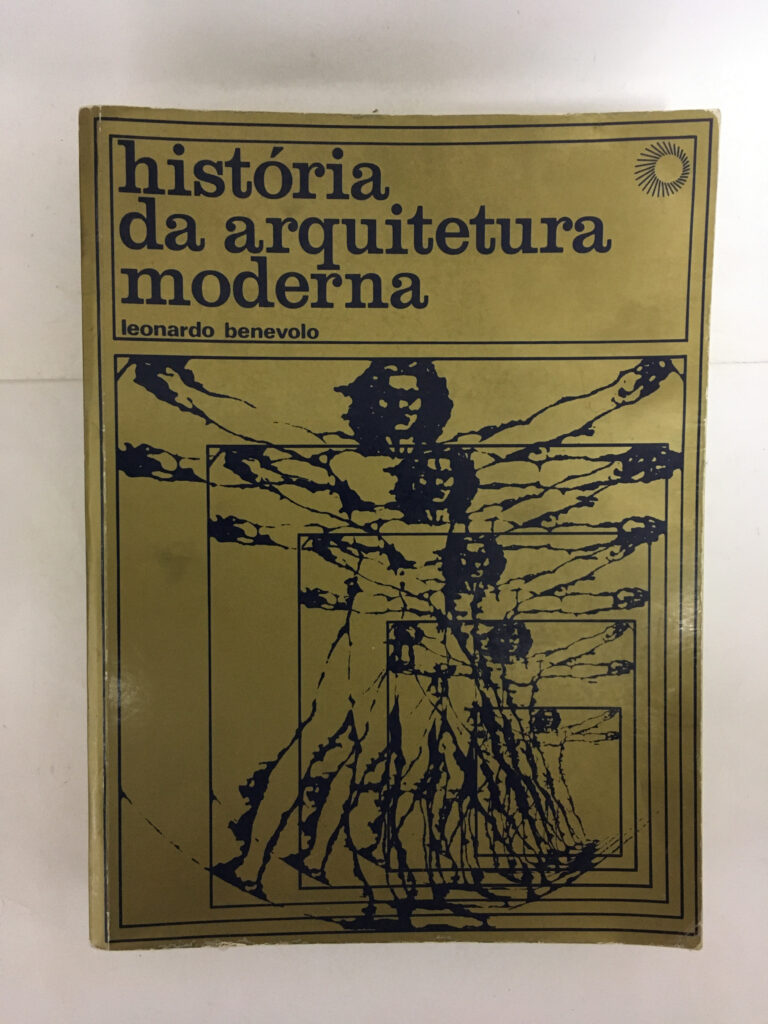 história
da arquitetura
moderna
leonardo benevolo